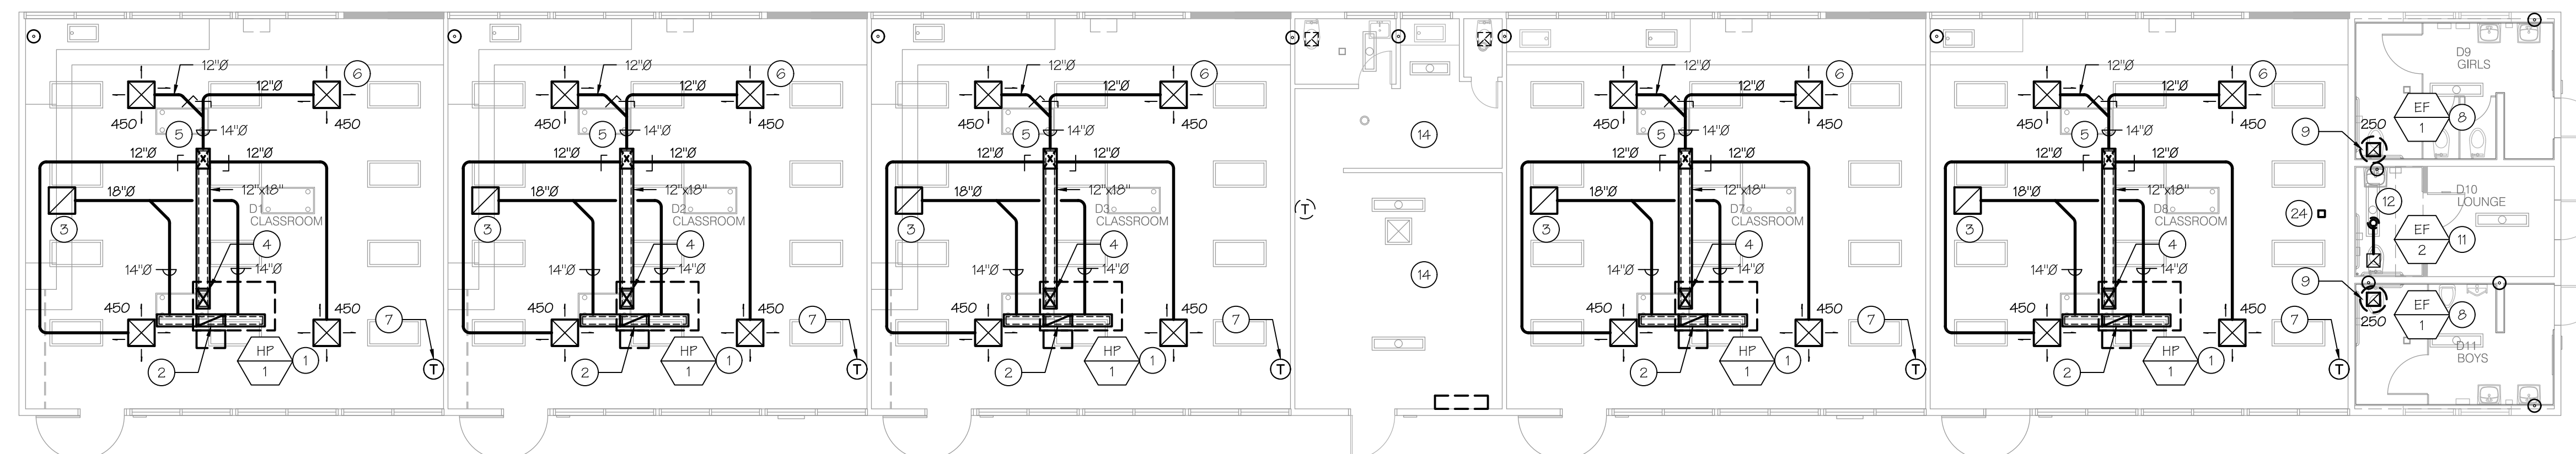 12"Ø
12"Ø
6
450
450
5
14"Ø
12"Ø
12"Ø
18"Ø
12"x18"
D1
CLASSROOM
3
4
14"Ø
14"Ø
450
450
7
HP
1
1
2
T
12"Ø
12"Ø
6
450
450
5
14"Ø
12"Ø
12"Ø
18"Ø
12"x18"
D2
CLASSROOM
3
4
14"Ø
14"Ø
450
450
7
HP
1
1
2
T
12"Ø
12"Ø
6
450
450
5
14"Ø
12"Ø
12"Ø
18"Ø
12"x18"
D3
CLASSROOM
3
4
14"Ø
14"Ø
450
450
7
HP
1
1
2
T
14
T
14
12"Ø
12"Ø
6
450
450
5
14"Ø
12"Ø
12"Ø
18"Ø
12"x18"
D7
CLASSROOM
3
4
14"Ø
14"Ø
450
450
7
HP
1
1
2
T
12"Ø
12"Ø
6
450
450
5
14"Ø
12"Ø
12"Ø
18"Ø
12"x18"
D8
CLASSROOM
3
4
14"Ø
14"Ø
450
450
24
7
HP
1
1
2
T
D9
GIRLS
EF
1
8
250
9
D10
LOUNGE
12
EF
2
11
9
250
EF
1
8
D11
BOYS